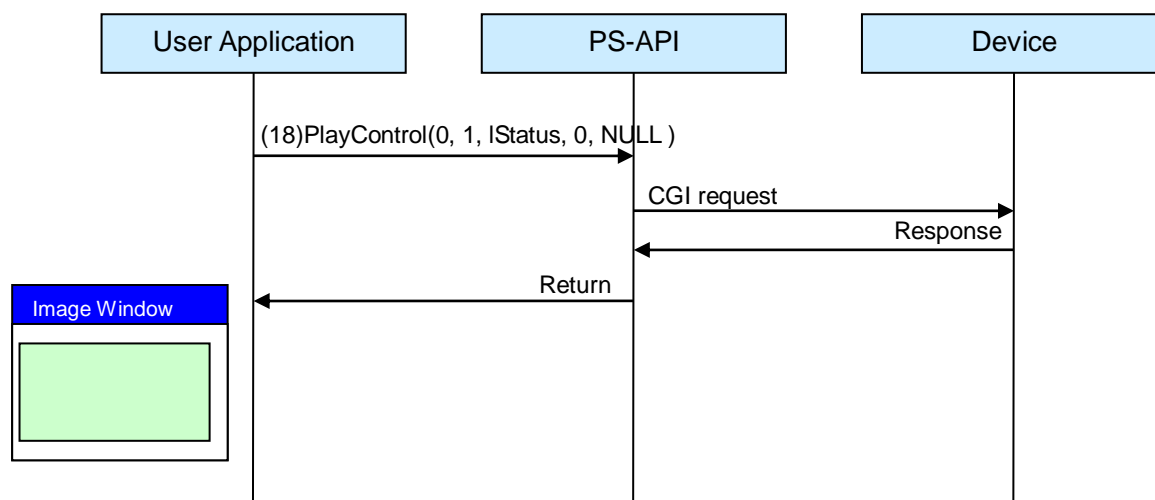 User Application
PS-API
Device
(18)PlayControl(0, 1, lStatus, 0, NULL )
CGI request
Response
Return
Image Window